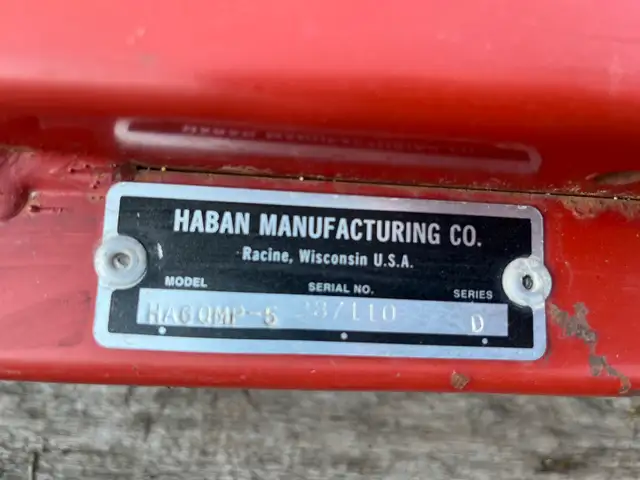 HABAN MANUFACTURING CO.
Racine, Wisconsin U.S.A.
MODEL SERIAL NO. SERIES
D